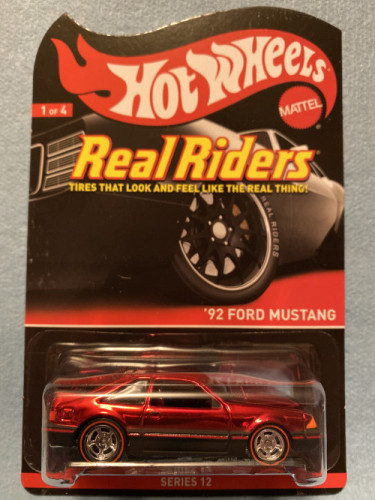 Hot Wheels
MATTEL
1 OF 4
Real Riders
TIRES THAT LOOK AND FEEL LIKE THE REAL THING!
REAL RIDERS
'92 FORD MUSTANG
SERIES 12